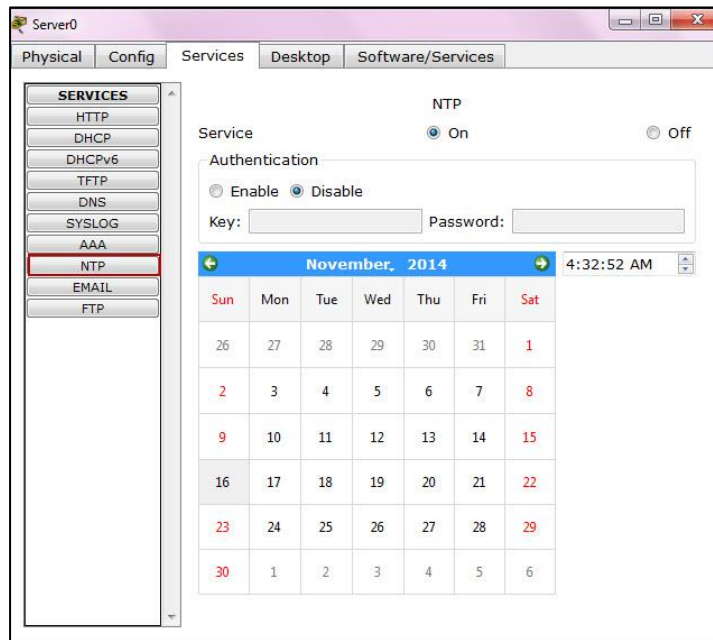 Server0
Physical Config Services Desktop Software/Services
SERVICES
HTTP
DHCP
DHCPv6
TFTP
DNS
SYSLOG
AAA
NTP
EMAIL
FTP
NTP
Service On Off
Authentication
Enable Disable
Key: Password:
November, 2014 4:32:52 AM
Sun Mon Tue Wed Thu Fri Sat
26 27 28 29 30 31 1
2 3 4 5 6 7 8
9 10 11 12 13 14 15
16 17 18 19 20 21 22
23 24 25 26 27 28 29
30 1 2 3 4 5 6